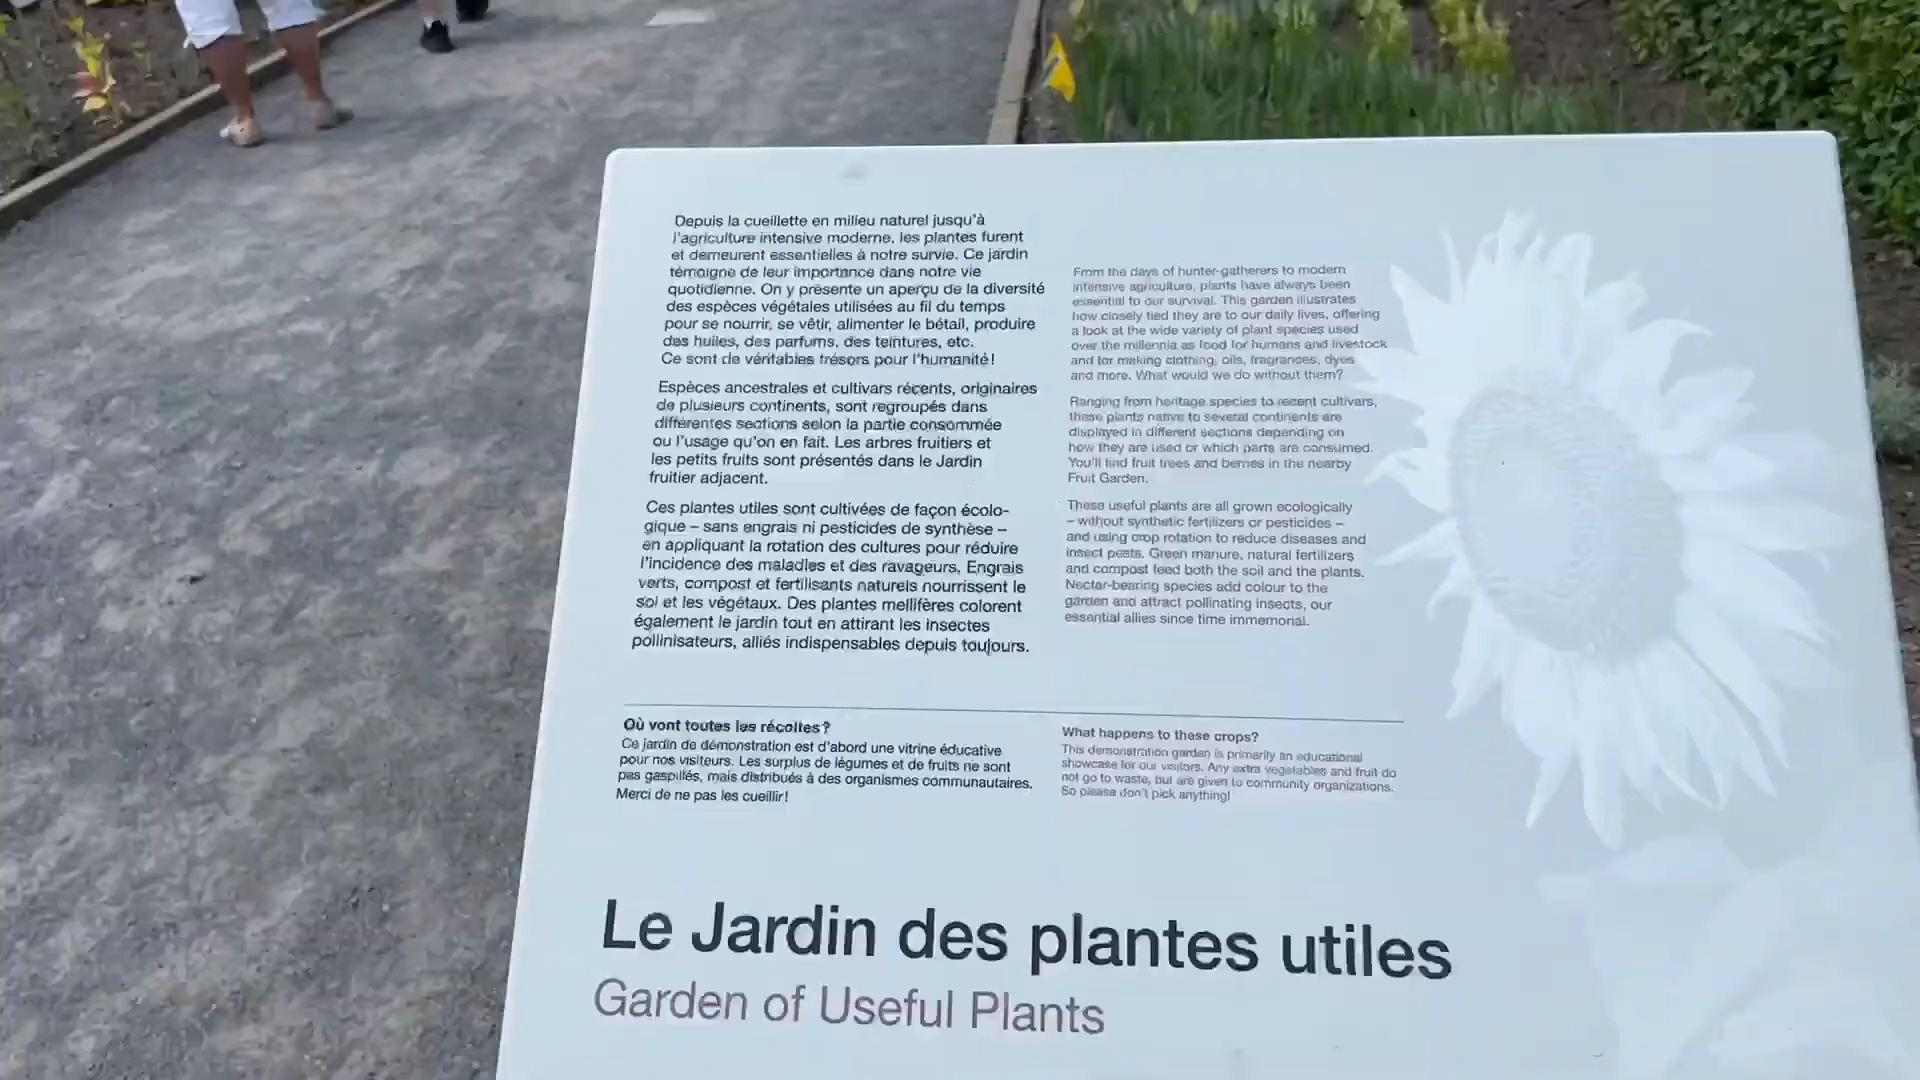 Depuis la cueillette en milieu naturel jusqu'à
l'agriculture intensive moderne, les plantes furent
et demeurent essentielles à notre survie. Ce jardin
témoigne de leur importance dans notre vie
quotidienne. On y présente un aperçu de la diversité
des espèces végétales utilisées au fil du temps
pour se nourrir, se vêtir, alimenter le bétail, produire
des huiles, des parfums, des teintures, etc.
Ce sont de véritables trésors pour l'humanité!
Espèces ancestrales et cultivars récents, originaires
de plusieurs continents, sont regroupés dans
différentes sections selon la partie consommée
ou l'usage qu'on en fait. Les arbres fruitiers et
les petits fruits sont présentés dans le Jardin
fruitier adjacent.
Ces plantes utiles sont cultivées de façon écolo-
gique – sans engrais ni pesticides de synthèse –
en appliquant la rotation des cultures pour réduire
l'incidence des maladies et des ravageurs. Engrais
verts, compost et fertilisants naturels nourrissent le
sol et les végétaux. Des plantes mellifères colorent
également le jardin tout en attirant les insectes
pollinisateurs, alliés indispensables depuis toujours.
From the days of hunter-gatherers to modern
intensive agriculture, plants have always been
essential to our survival. This garden illustrates
how closely tied they are to our daily lives, offering
a look at the wide variety of plant species used
over the millennia as food for humans and livestock
and for making clothing, oils, fragrances, dyes
and more. What would we do without them?
Ranging from heritage species to recent cultivars,
these plants native to several continents are
displayed in different sections depending on
how they are used or which parts are consumed.
You'll find fruit trees and berries in the nearby
Fruit Garden.
These useful plants are all grown ecologically
– without synthetic fertilizers or pesticides –
and using crop rotation to reduce diseases and
insect pests. Green manure, natural fertilizers
and compost feed both the soil and the plants.
Nectar-bearing species add colour to the
garden and attract pollinating insects, our
essential allies since time immemorial.
Où vont toutes les récoltes?
Ce jardin de démonstration est d'abord une vitrine éducative
pour nos visiteurs. Les surplus de légumes et de fruits ne sont
pas gaspillés, mais distribués à des organismes communautaires.
Merci de ne pas les cueillir!
What happens to these crops?
This demonstration garden is primarily an educational
showcase for our visitors. Any extra vegetables and fruit do
not go to waste, but are given to community organizations.
So please don't pick anything!
Le Jardin des plantes utiles
Garden of Useful Plants